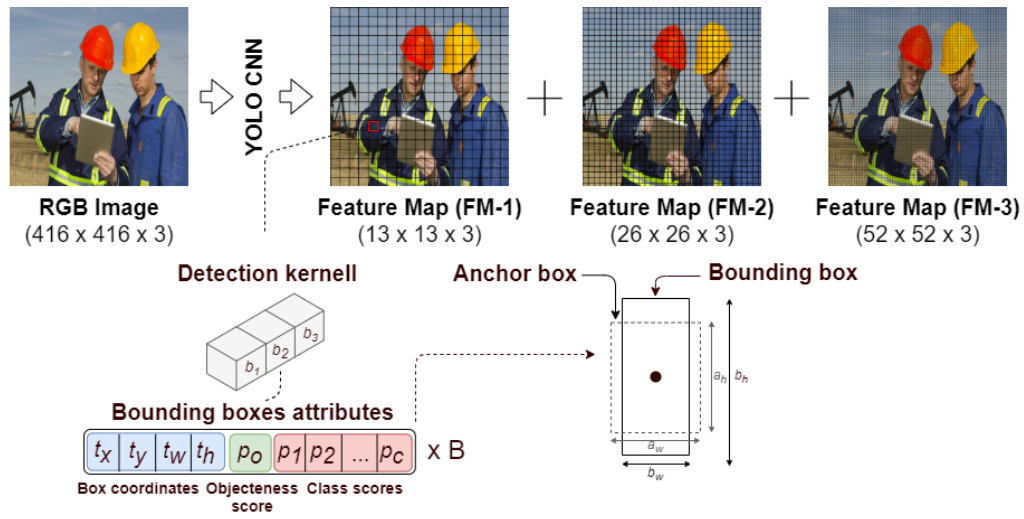 YOLO CNN
RGB Image
(416 x 416 x 3)
Feature Map (FM-1)
(13 x 13 x 3)
Feature Map (FM-2)
(26 x 26 x 3)
Feature Map (FM-3)
(52 x 52 x 3)
Detection kernell
b1
b2
b3
Anchor box
Bounding box
ah
bh
aw
bw
Bounding boxes attributes
tx ty tw th po p1 p2 ... pc x B
Box coordinates
Objecteness score
Class scores